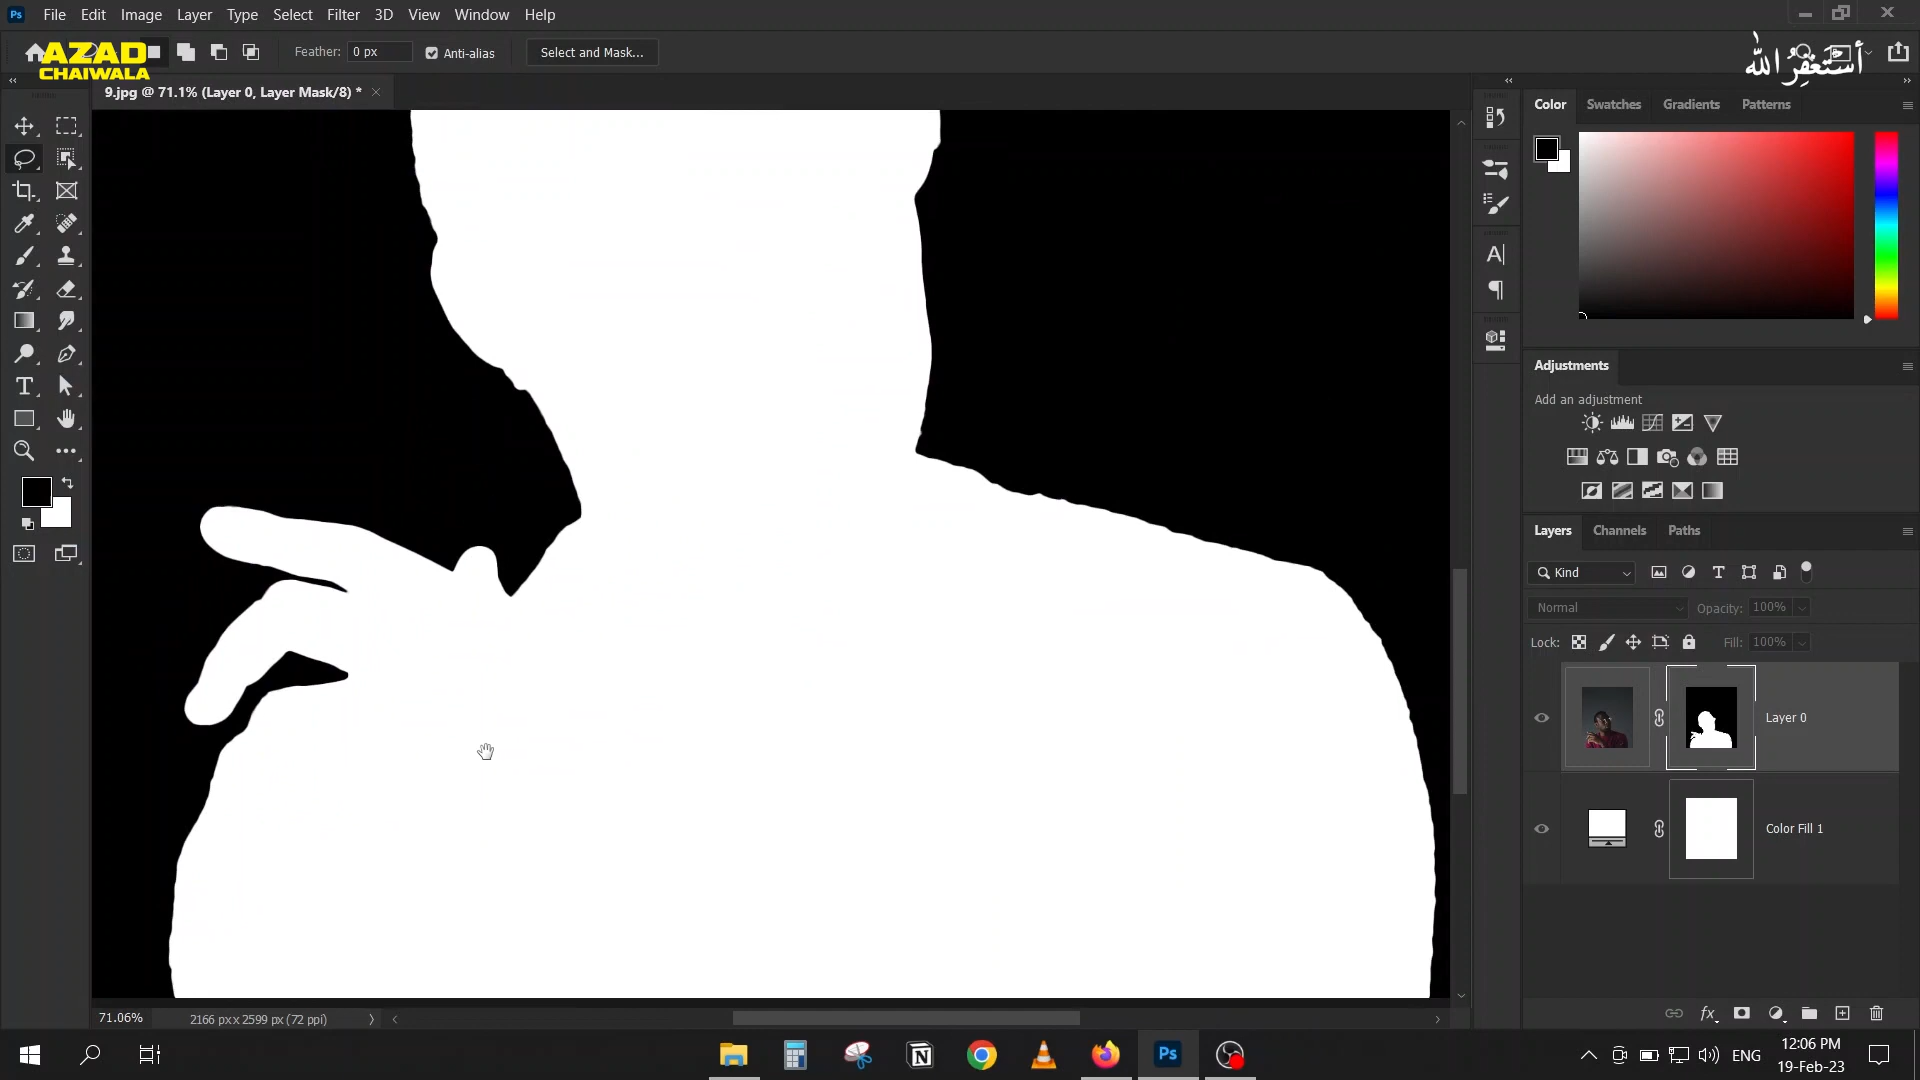 Ps File Edit Image Layer Type Select Filter 3D View Window Help
AZAD
CHAIWALA
Feather: 0 px Anti-alias Select and Mask...
أستغفر الله
9.jpg @ 71.1% (Layer 0, Layer Mask/8) *
Color Swatches Gradients Patterns
Adjustments
Add an adjustment
Layers Channels Paths
Kind
Normal Opacity: 100%
Lock: Fill: 100%
Layer 0
Color Fill 1
fx
71.06% 2166 px x 2599 px (72 ppi)
Ps
ENG
12:06 PM
19-Feb-23